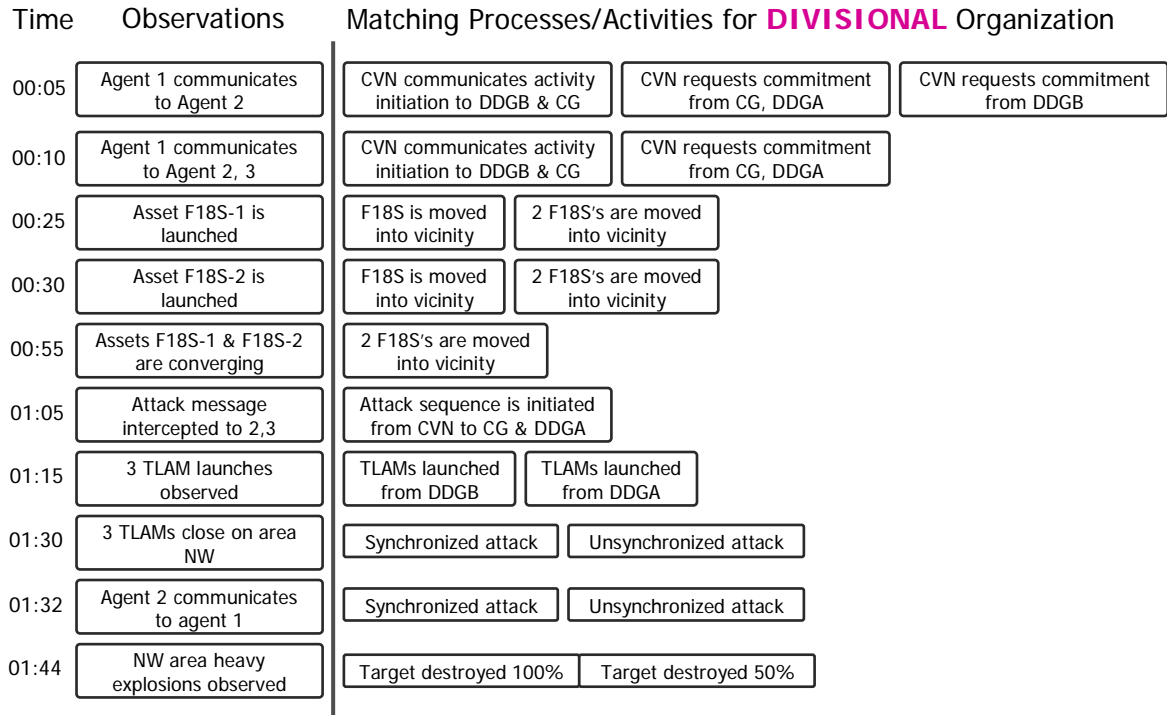 Time Observations Matching Processes/Activities for DIVISIONAL Organization
00:05
Agent 1 communicates
to Agent 2
CVN communicates activity
initiation to DDGB & CG
CVN requests commitment
from CG, DDGA
CVN requests commitment
from DDGB
00:10
Agent 1 communicates
to Agent 2, 3
CVN communicates activity
initiation to DDGB & CG
CVN requests commitment
from CG, DDGA
00:25
Asset F18S-1 is
launched
F18S is moved
into vicinity
2 F18S's are moved
into vicinity
00:30
Asset F18S-2 is
launched
F18S is moved
into vicinity
2 F18S's are moved
into vicinity
00:55
Assets F18S-1 & F18S-2
are converging
2 F18S's are moved
into vicinity
01:05
Attack message
intercepted to 2,3
Attack sequence is initiated
from CVN to CG & DDGA
01:15
3 TLAM launches
observed
TLAMs launched
from DDGB
TLAMs launched
from DDGA
01:30
3 TLAMs close on area
NW
Synchronized attack
Unsynchronized attack
01:32
Agent 2 communicates
to agent 1
Synchronized attack
Unsynchronized attack
01:44
NW area heavy
explosions observed
Target destroyed 100%
Target destroyed 50%